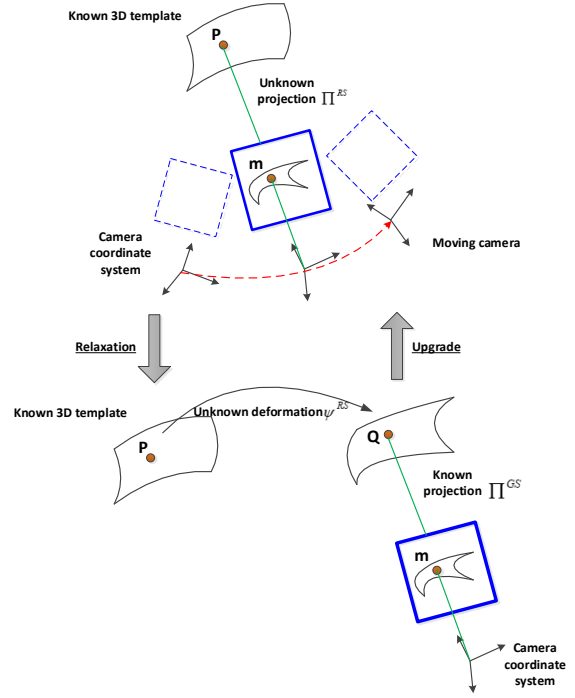 Known 3D template
P
Unknown
projection ∏^RS
m
Camera
coordinate
system
Moving camera
Relaxation
Upgrade
Known 3D template
Unknown deformation ψ^RS
P
Q
Known
projection ∏^GS
m
Camera
coordinate
system